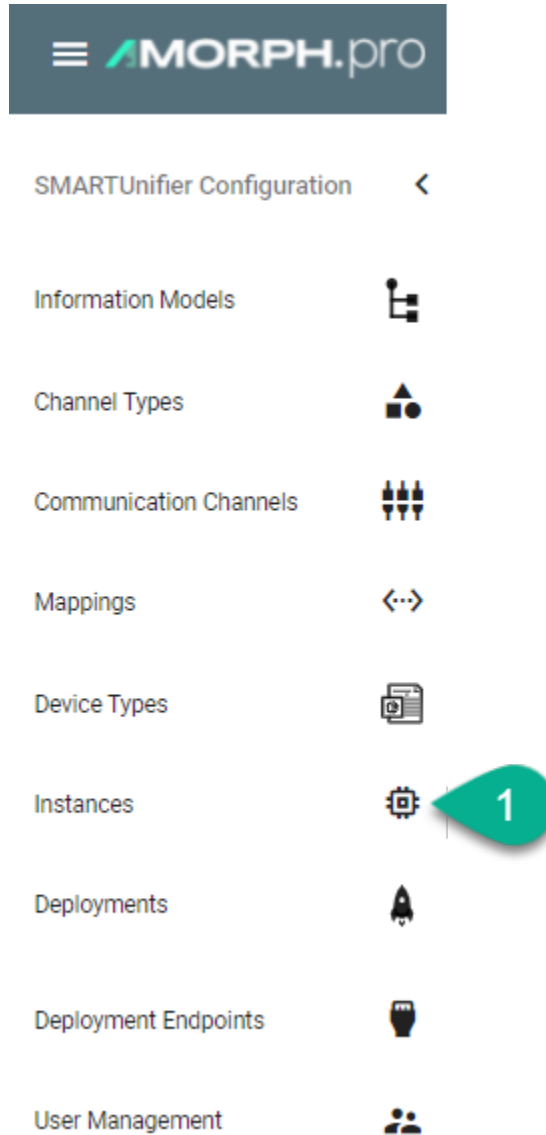 AMORPH.pro
SMARTUnifier Configuration
Information Models
Channel Types
Communication Channels
Mappings
Device Types
Instances
1
Deployments
Deployment Endpoints
User Management